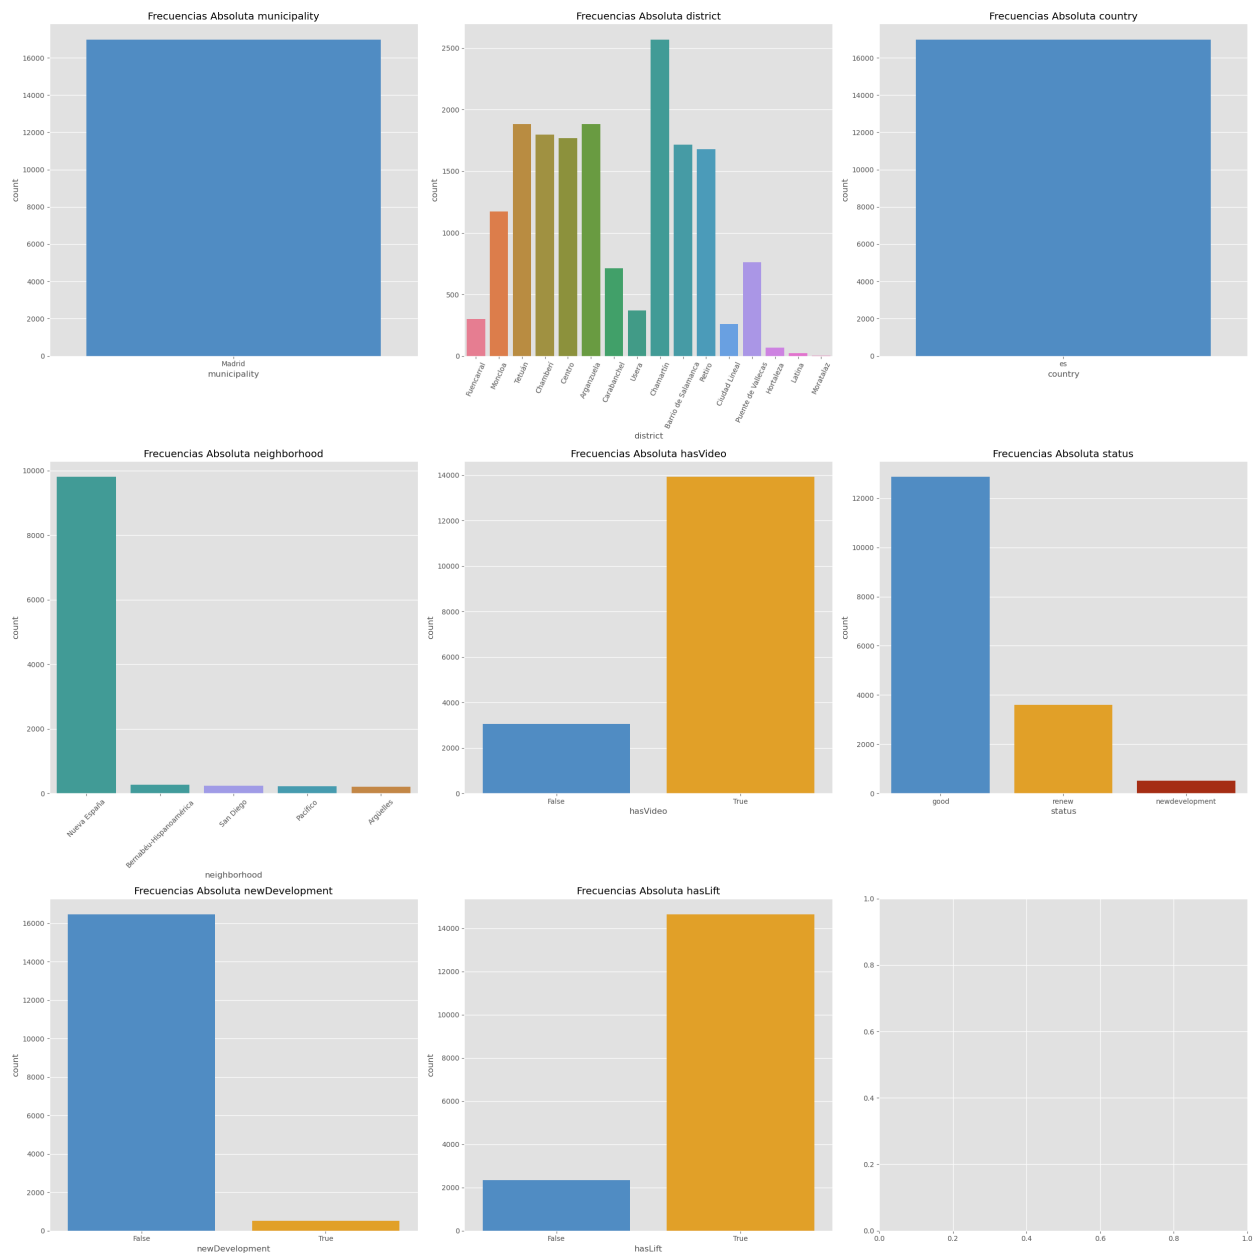 Frecuencias Absoluta municipality
16000
14000
12000
10000
8000
6000
4000
2000
0
count
Madrid
municipality
Frecuencias Absoluta district
2500
2000
1500
1000
500
0
count
Fuencarral
Moncloa
Tetuán
Chamberí
Centro
Arganzuela
Carabanchel
Usera
Chamartín
Barrio de Salamanca
Retiro
Ciudad Lineal
Puente de Vallecas
Hortaleza
Latina
Moratalaz
district
Frecuencias Absoluta country
16000
14000
12000
10000
8000
6000
4000
2000
0
count
es
country
Frecuencias Absoluta neighborhood
10000
8000
6000
4000
2000
0
count
Nueva España
Bernabéu-Hispanoamérica
San Diego
Pacífico
Argüelles
neighborhood
Frecuencias Absoluta hasVideo
14000
12000
10000
8000
6000
4000
2000
0
count
False
True
hasVideo
Frecuencias Absoluta status
12000
10000
8000
6000
4000
2000
0
count
good
renew
newdevelopment
status
Frecuencias Absoluta newDevelopment
16000
14000
12000
10000
8000
6000
4000
2000
0
count
False
True
newDevelopment
Frecuencias Absoluta hasLift
14000
12000
10000
8000
6000
4000
2000
0
count
False
True
hasLift
1.0
0.8
0.6
0.4
0.2
0.0
0.0
0.2
0.4
0.6
0.8
1.0